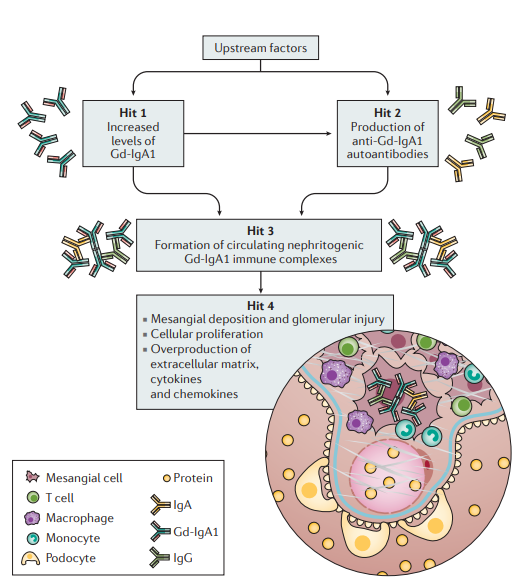 Upstream factors
Hit 1
Increased
levels of
Gd-IgA1
Hit 2
Production of
anti-Gd-IgA1
autoantibodies
Hit 3
Formation of circulating nephritogenic
Gd-IgA1 immune complexes
Hit 4
▪ Mesangial deposition and glomerular injury
▪ Cellular proliferation
▪ Overproduction of
extracellular matrix,
cytokines
and chemokines
Mesangial cell
T cell
Macrophage
Monocyte
Podocyte
Protein
IgA
Gd-IgA1
IgG